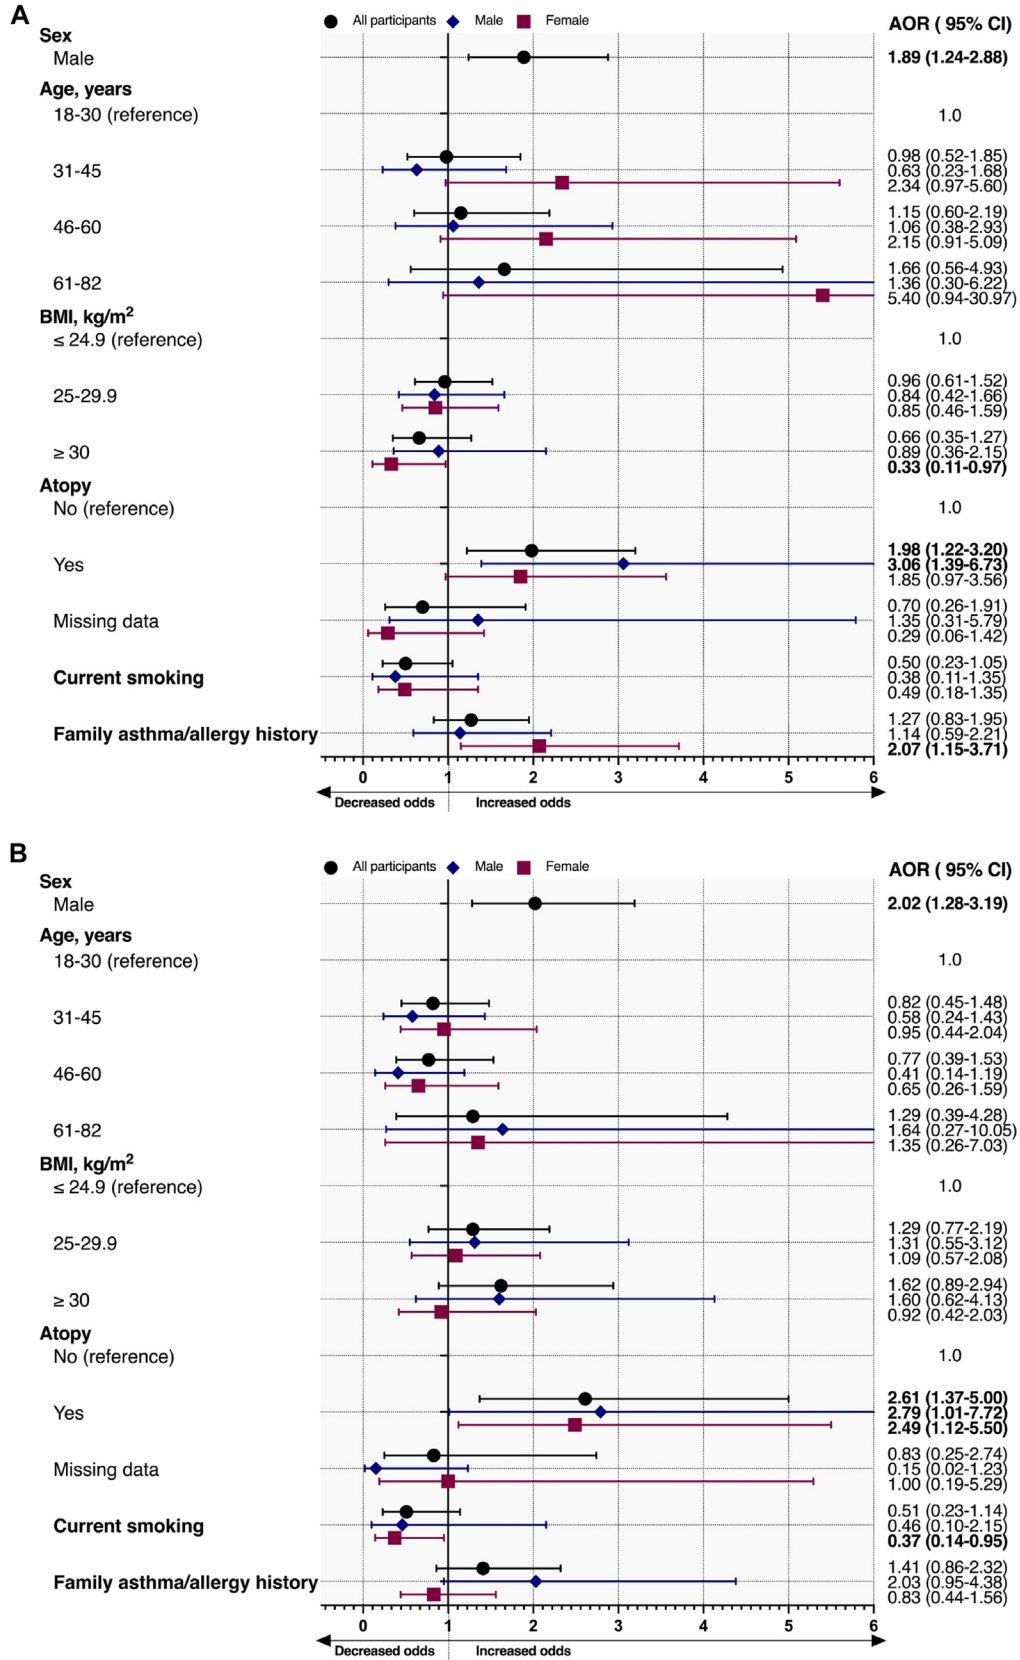 A
All participants Male Female
AOR ( 95% CI)
Sex
Male 1.89 (1.24-2.88)
Age, years
18-30 (reference) 1.0
0.98 (0.52-1.85)
31-45 0.63 (0.23-1.68)
2.34 (0.97-5.60)
1.15 (0.60-2.19)
46-60 1.06 (0.38-2.93)
2.15 (0.91-5.09)
1.66 (0.56-4.93)
61-82 1.36 (0.30-6.22)
5.40 (0.94-30.97)
BMI, kg/m²
≤ 24.9 (reference) 1.0
0.96 (0.61-1.52)
25-29.9 0.84 (0.42-1.66)
0.85 (0.46-1.59)
0.66 (0.35-1.27)
≥ 30 0.89 (0.36-2.15)
0.33 (0.11-0.97)
Atopy
No (reference) 1.0
1.98 (1.22-3.20)
Yes 3.06 (1.39-6.73)
1.85 (0.97-3.56)
0.70 (0.26-1.91)
Missing data 1.35 (0.31-5.79)
0.29 (0.06-1.42)
0.50 (0.23-1.05)
Current smoking 0.38 (0.11-1.35)
0.49 (0.18-1.35)
1.27 (0.83-1.95)
Family asthma/allergy history 1.14 (0.59-2.21)
2.07 (1.15-3.71)
0 1 2 3 4 5 6
Decreased odds Increased odds
B
All participants Male Female
AOR ( 95% CI)
Sex
Male 2.02 (1.28-3.19)
Age, years
18-30 (reference) 1.0
0.82 (0.45-1.48)
31-45 0.58 (0.24-1.43)
0.95 (0.44-2.04)
0.77 (0.39-1.53)
46-60 0.41 (0.14-1.19)
0.65 (0.26-1.59)
1.29 (0.39-4.28)
61-82 1.64 (0.27-10.05)
1.35 (0.26-7.03)
BMI, kg/m²
≤ 24.9 (reference) 1.0
1.29 (0.77-2.19)
25-29.9 1.31 (0.55-3.12)
1.09 (0.57-2.08)
1.62 (0.89-2.94)
≥ 30 1.60 (0.62-4.13)
0.92 (0.42-2.03)
Atopy
No (reference) 1.0
2.61 (1.37-5.00)
Yes 2.79 (1.01-7.72)
2.49 (1.12-5.50)
0.83 (0.25-2.74)
Missing data 0.15 (0.02-1.23)
1.00 (0.19-5.29)
0.51 (0.23-1.14)
Current smoking 0.46 (0.10-2.15)
0.37 (0.14-0.95)
1.41 (0.86-2.32)
Family asthma/allergy history 2.03 (0.95-4.38)
0.83 (0.44-1.56)
0 1 2 3 4 5 6
Decreased odds Increased odds